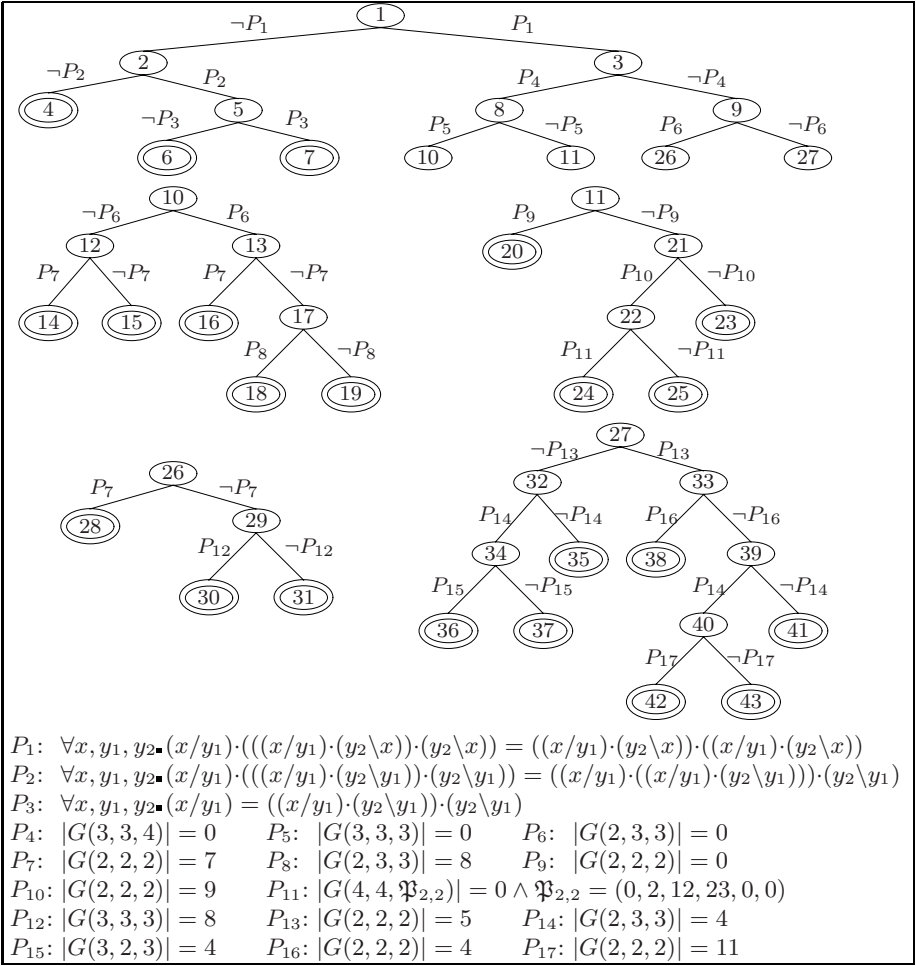 1
¬P₁ P₁
2 3
¬P₂ P₂ P₄ ¬P₄
4 5 8 9
¬P₃ P₃ P₅ ¬P₅ P₆ ¬P₆
6 7 10 11 26 27
10 11
¬P₆ P₆ P₉ ¬P₉
12 13 20 21
P₇ ¬P₇ P₇ ¬P₇ P₁₀ ¬P₁₀
14 15 16 17 22 23
P₈ ¬P₈ P₁₁ ¬P₁₁
18 19 24 25
27
¬P₁₃ P₁₃
26 32 33
P₇ ¬P₇ P₁₄ ¬P₁₄ P₁₆ ¬P₁₆
28 29 34 35 38 39
P₁₂ ¬P₁₂ P₁₅ ¬P₁₅ P₁₄ ¬P₁₄
30 31 36 37 40 41
P₁₇ ¬P₁₇
42 43
P₁: ∀x, y₁, y₂▪(x/y₁)·(((x/y₁)·(y₂\x))·(y₂\x)) = ((x/y₁)·(y₂\x))·((x/y₁)·(y₂\x))
P₂: ∀x, y₁, y₂▪(x/y₁)·(((x/y₁)·(y₂\y₁))·(y₂\y₁)) = ((x/y₁)·((x/y₁)·(y₂\y₁)))·(y₂\y₁)
P₃: ∀x, y₁, y₂▪(x/y₁) = ((x/y₁)·(y₂\y₁))·(y₂\y₁)
P₄: |G(3, 3, 4)| = 0 P₅: |G(3, 3, 3)| = 0 P₆: |G(2, 3, 3)| = 0
P₇: |G(2, 2, 2)| = 7 P₈: |G(2, 3, 3)| = 8 P₉: |G(2, 2, 2)| = 0
P₁₀: |G(2, 2, 2)| = 9 P₁₁: |G(4, 4, 𝔓₂,₂)| = 0 ∧ 𝔓₂,₂ = (0, 2, 12, 23, 0, 0)
P₁₂: |G(3, 3, 3)| = 8 P₁₃: |G(2, 2, 2)| = 5 P₁₄: |G(2, 3, 3)| = 4
P₁₅: |G(3, 2, 3)| = 4 P₁₆: |G(2, 2, 2)| = 4 P₁₇: |G(2, 2, 2)| = 11